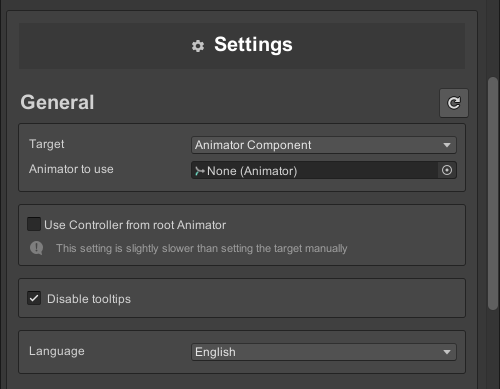 Settings
General
Target
Animator Component
Animator to use
None (Animator)
Use Controller from root Animator
This setting is slightly slower than setting the target manually
Disable tooltips
Language
English